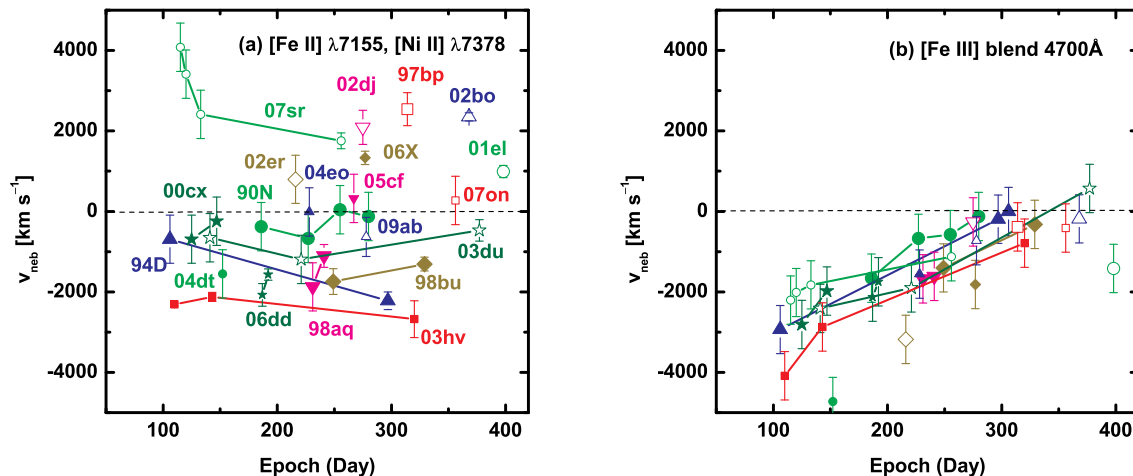 (a) [Fe II] λ7155, [Ni II] λ7378
4000
2000
0
-2000
-4000
v_neb [km s⁻¹]
100
200
300
400
Epoch (Day)
07sr
02dj
97bp
02bo
02er
06X
01el
04eo
05cf
00cx
90N
07on
09ab
03du
94D
04dt
98bu
06dd
98aq
03hv
(b) [Fe III] blend 4700Å
4000
2000
0
-2000
-4000
v_neb [km s⁻¹]
100
200
300
400
Epoch (Day)